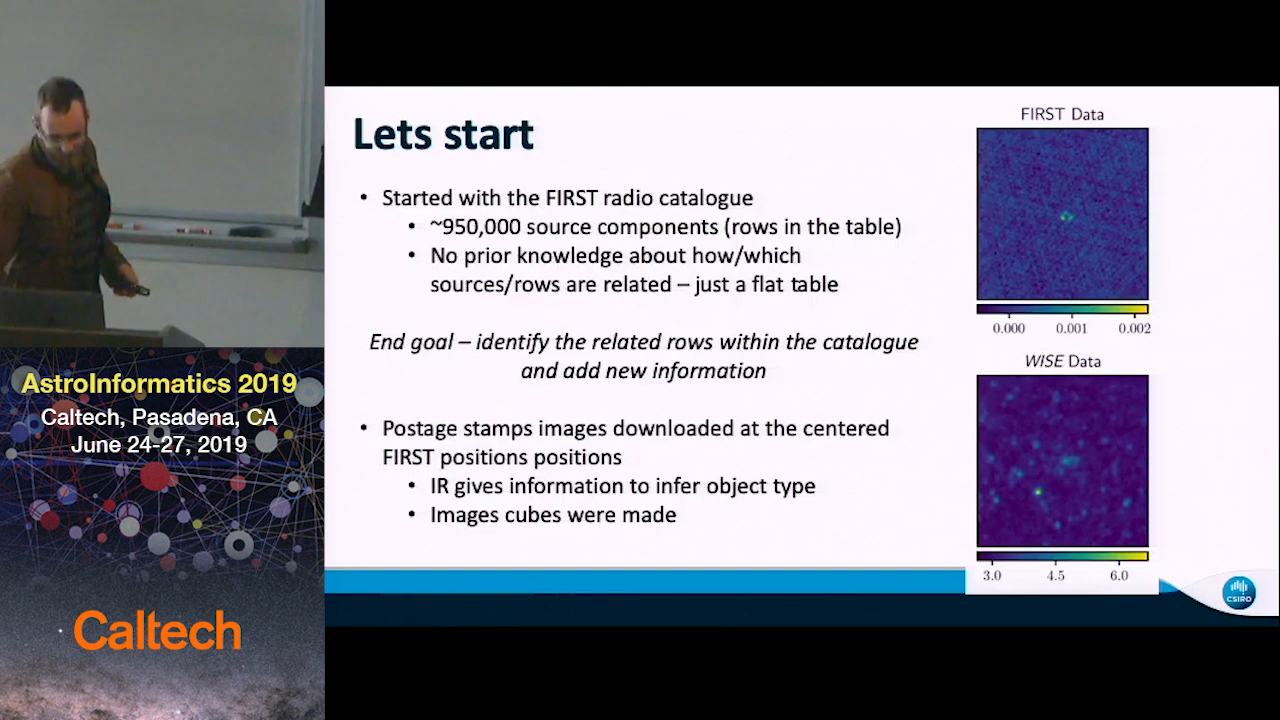 Lets start
• Started with the FIRST radio catalogue
• ~950,000 source components (rows in the table)
• No prior knowledge about how/which
sources/rows are related – just a flat table
End goal – identify the related rows within the catalogue
and add new information
• Postage stamps images downloaded at the centered
FIRST positions positions
• IR gives information to infer object type
• Images cubes were made
FIRST Data
0.000 0.001 0.002
WISE Data
3.0 4.5 6.0
CSIRO
AstroInformatics 2019
Caltech, Pasadena, CA
June 24-27, 2019
Caltech